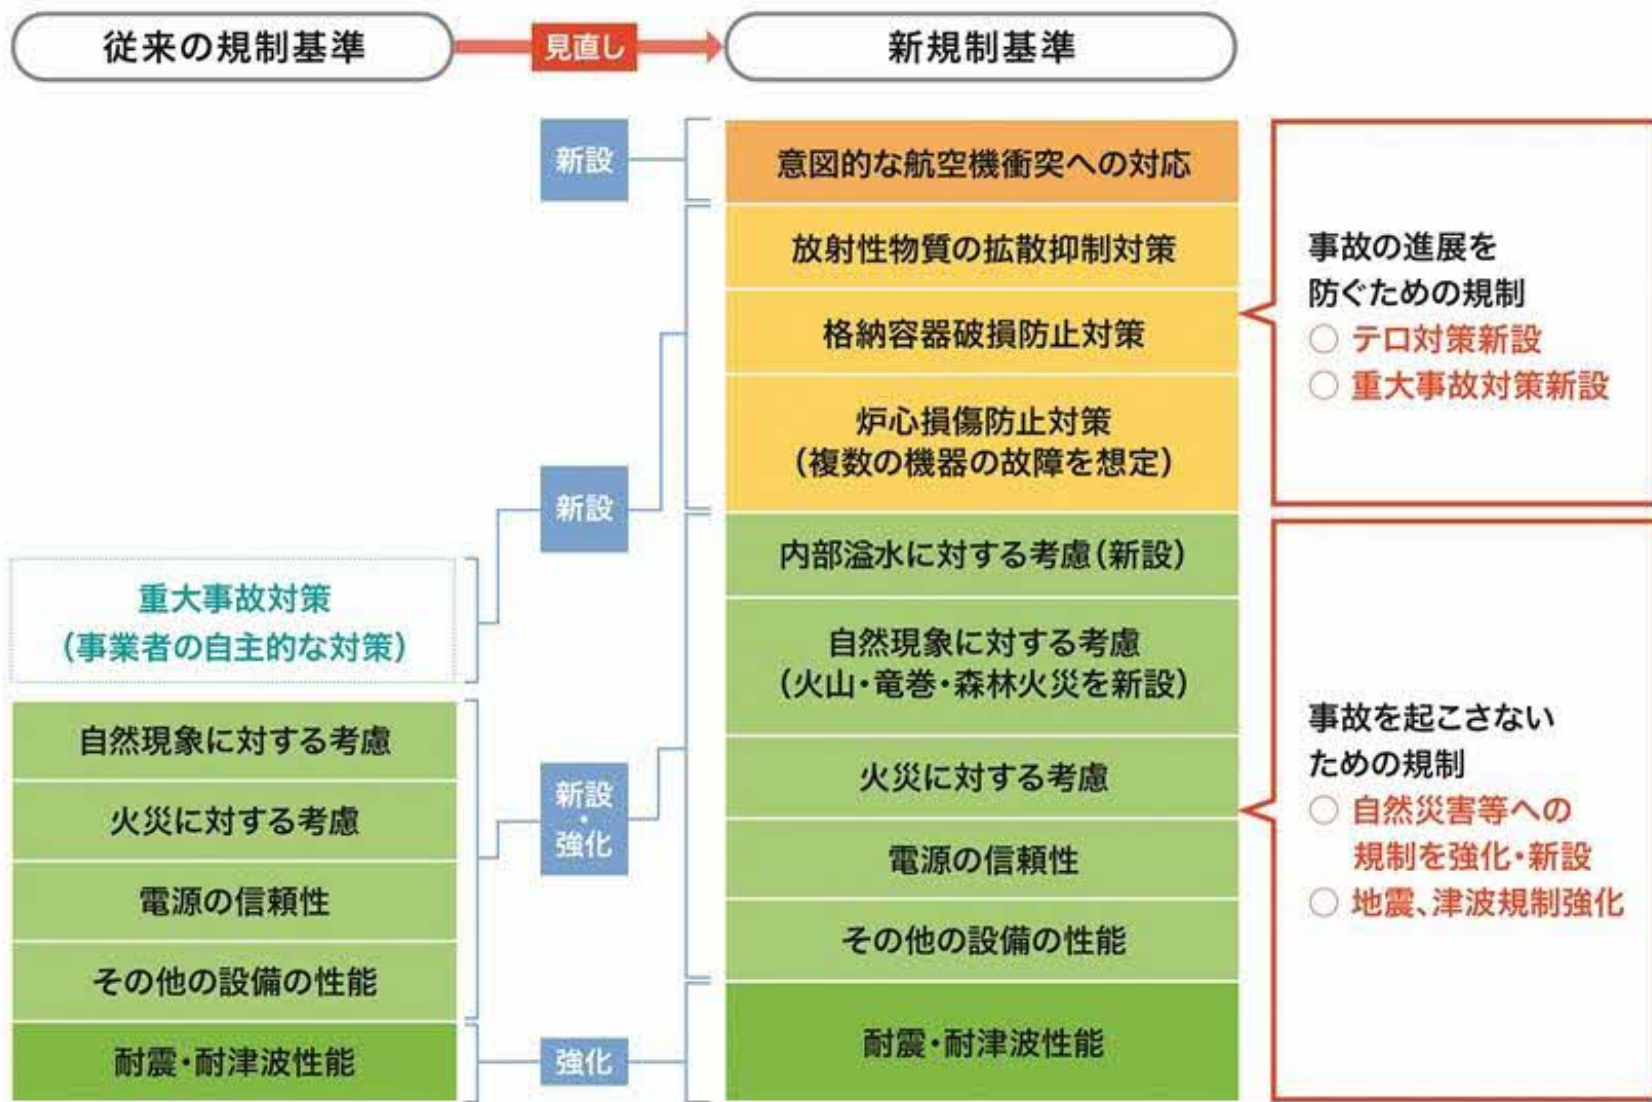 従来の規制基準
見直し
新規制基準
新設
意図的な航空機衝突への対応
放射性物質の拡散抑制対策
格納容器破損防止対策
炉心損傷防止対策
(複数の機器の故障を想定)
新設
内部溢水に対する考慮(新設)
自然現象に対する考慮
(火山・竜巻・森林火災を新設)
火災に対する考慮
電源の信頼性
その他の設備の性能
耐震・耐津波性能
重大事故対策
(事業者の自主的な対策)
自然現象に対する考慮
火災に対する考慮
電源の信頼性
その他の設備の性能
耐震・耐津波性能
新設
・
強化
強化
事故の進展を
防ぐための規制
○ テロ対策新設
○ 重大事故対策新設
事故を起こさない
ための規制
○ 自然災害等への
規制を強化・新設
○ 地震、津波規制強化